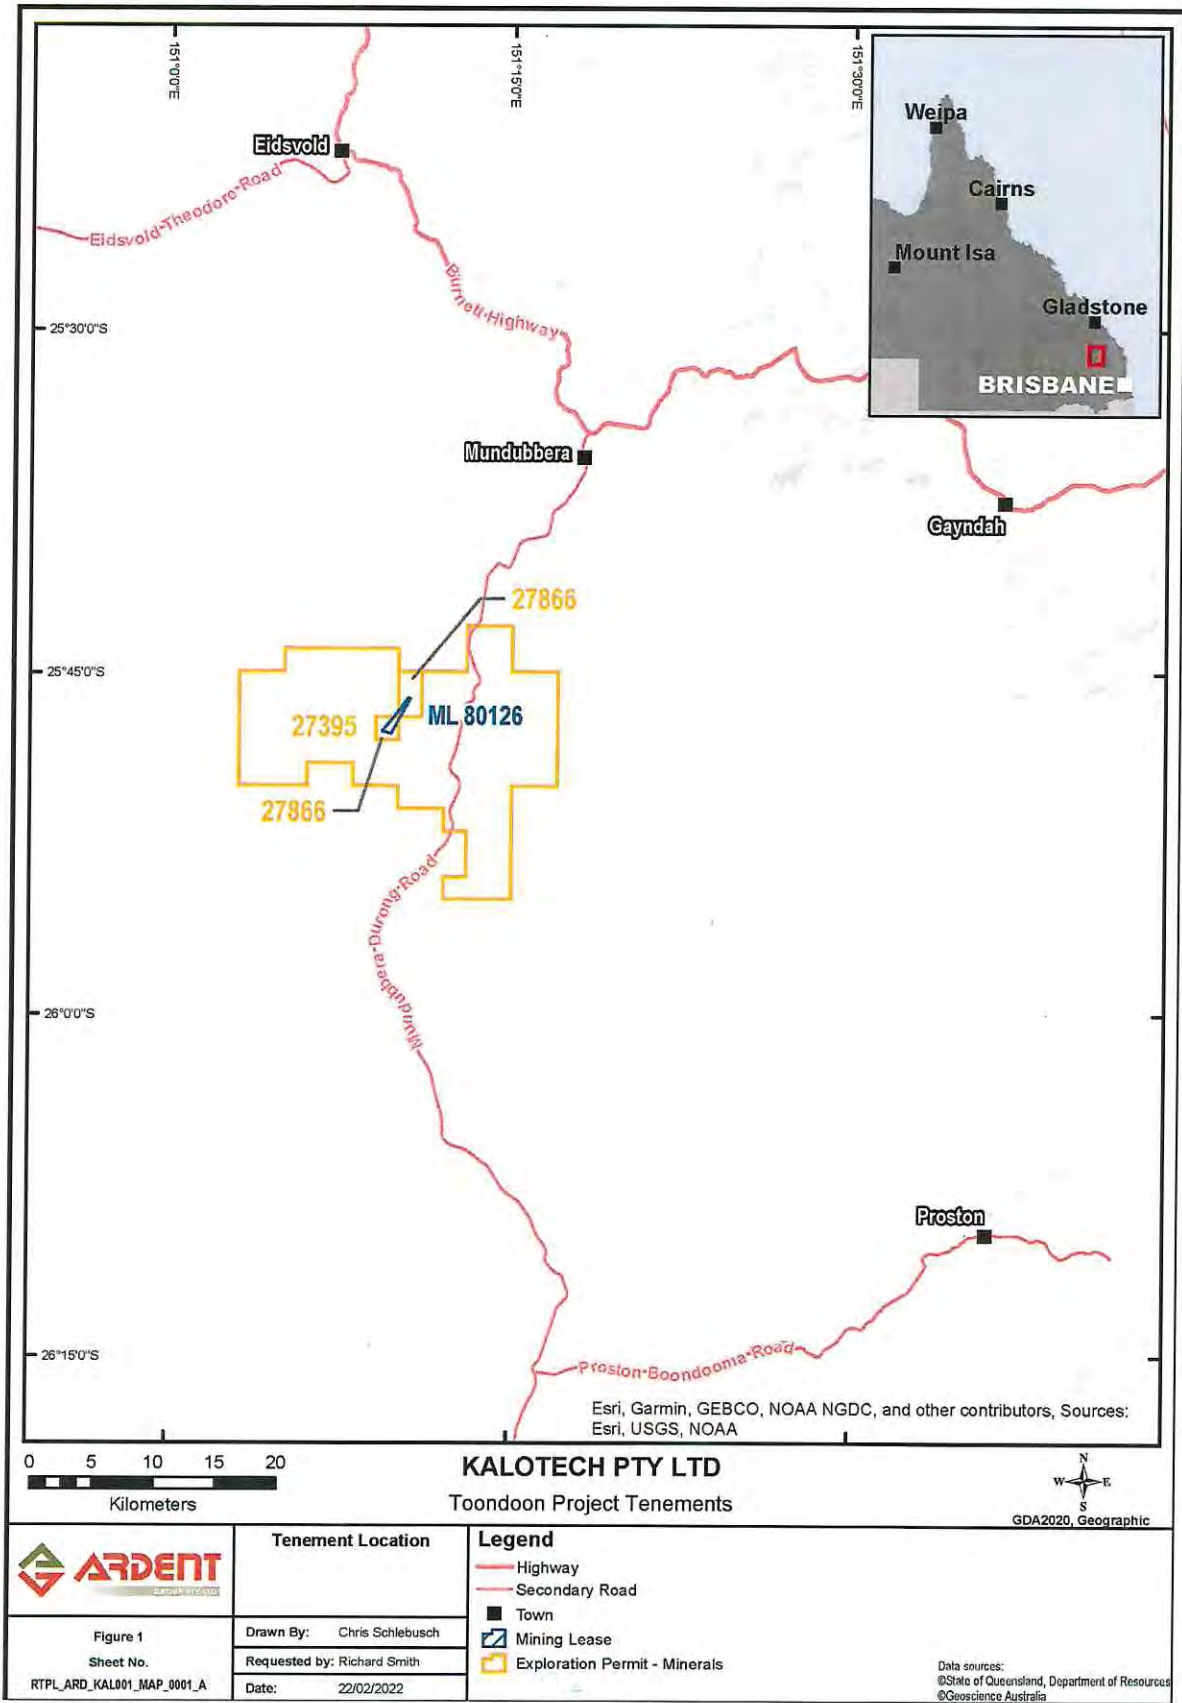 151°0'0"E
151°15'0"E
151°30'0"E
Weipa
Cairns
Mount Isa
Gladstone
BRISBANE
Eidsvold
Eidsvold-Theodore-Road
Burnett-Highway
25°30'0"S
Mundubbera
Gayndah
27866
25°45'0"S
27395
ML 80126
27866
Mundubbera-Durong-Road
26°0'0"S
Proston
26°15'0"S
Proston-Boondooma-Road
Esri, Garmin, GEBCO, NOAA NGDC, and other contributors, Sources:
Esri, USGS, NOAA
0 5 10 15 20
Kilometers
KALOTECH PTY LTD
Toondoon Project Tenements
N
W E
S
GDA2020, Geographic
ARDENT
GROUP PTY LTD
Tenement Location
Figure 1
Sheet No.
RTPL_ARD_KAL001_MAP_0001_A
Drawn By: Chris Schlebusch
Requested by: Richard Smith
Date: 22/02/2022
Legend
Highway
Secondary Road
Town
Mining Lease
Exploration Permit - Minerals
Data sources:
©State of Queensland, Department of Resources
©Geoscience Australia